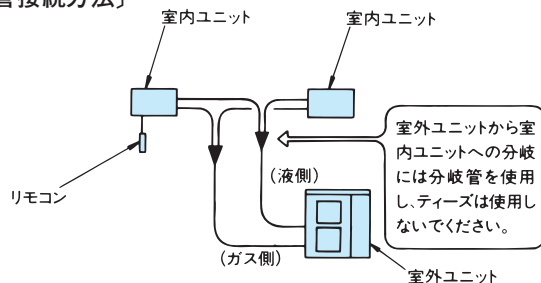 管接続方法」
室内ユニット
室内ユニット
室外ユニットから室
内ユニットへの分岐
には分岐管を使用
し、ティーズは使用し
ないでください。
リモコン
(液側)
(ガス側)
室外ユニット